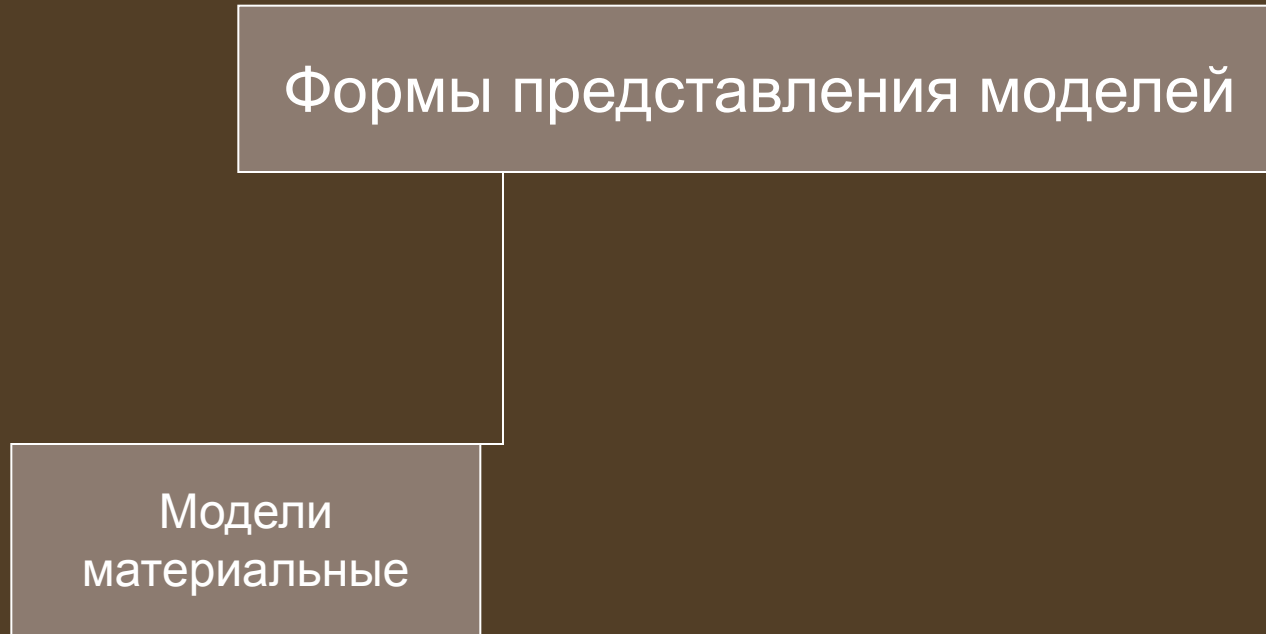 Формы представления моделей
Модели
материальные